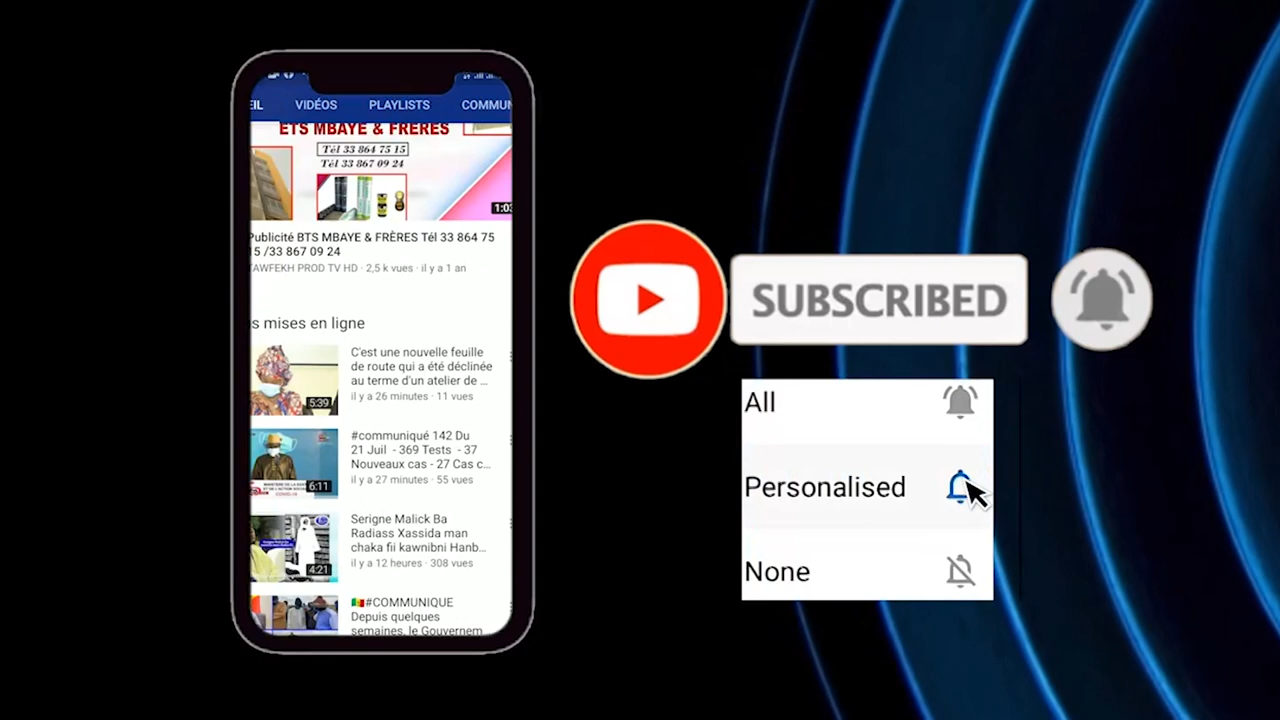 EIL VIDÉOS PLAYLISTS COMMUN
ETS MBAYE & FRERES
Tél 33 864 75 15
Tél 33 867 09 24
1:03
Publicité BTS MBAYE & FRÈRES Tél 33 864 75
15 /33 867 09 24
TAWFEKH PROD TV HD · 2,5 k vues · il y a 1 an
s mises en ligne
C'est une nouvelle feuille
de route qui a été déclinée
au terme d'un atelier de ...
il y a 26 minutes · 11 vues
5:39
#communiqué 142 Du
21 Juil - 369 Tests - 37
Nouveaux cas - 27 Cas c...
il y a 27 minutes · 55 vues
6:11
Serigne Malick Ba
Radiass Xassida man
chaka fii kawnibni Hanb...
il y a 12 heures · 308 vues
4:21
#COMMUNIQUE
Depuis quelques
semaines, le Gouvernem
SUBSCRIBED
All
Personalised
None